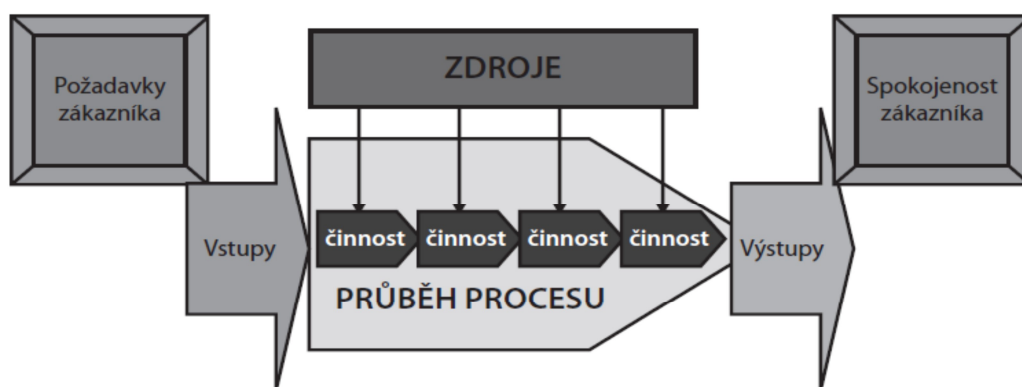 Požadavky
zákazníka
ZDROJE
Spokojenost
zákazníka
Vstupy
činnost činnost činnost činnost
Výstupy
PRŮBĚH PROCESU